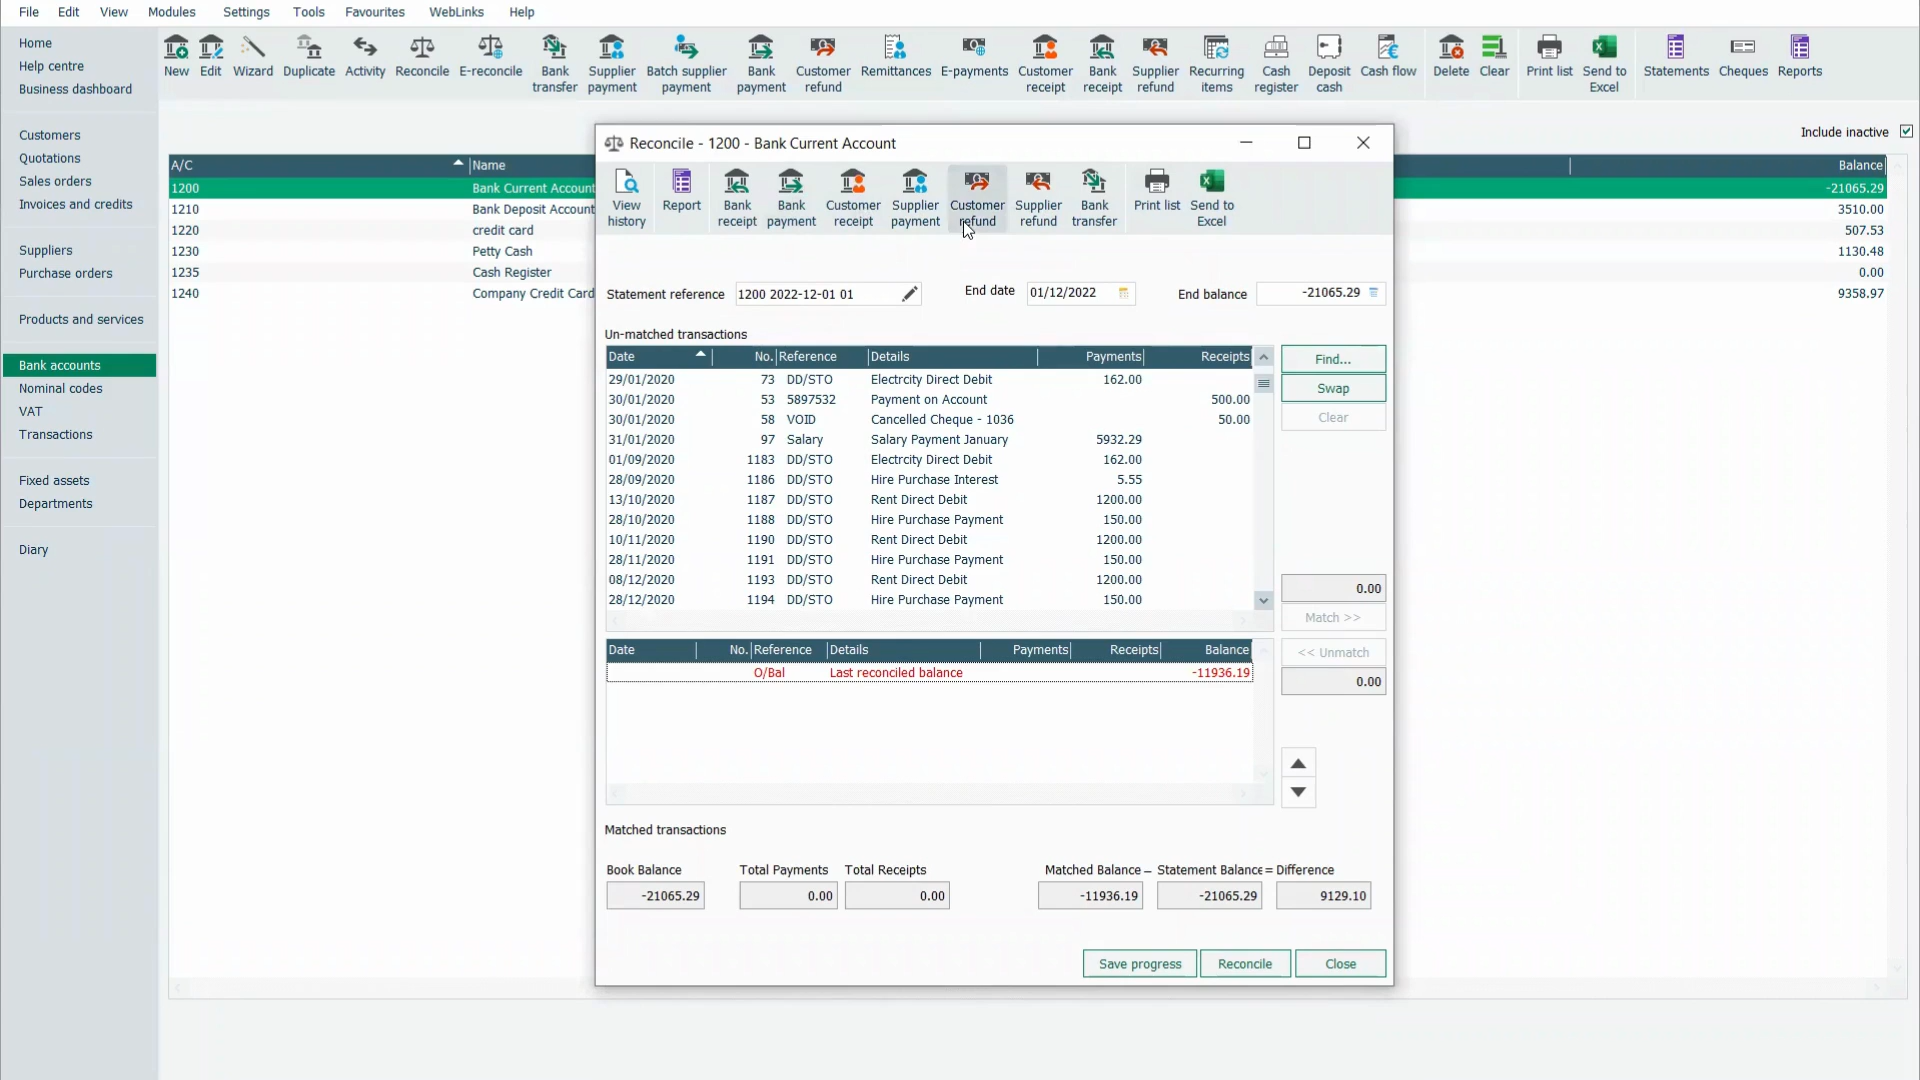 File Edit View Modules Settings Tools Favourites WebLinks Help
New Edit Wizard Duplicate Activity Reconcile E-reconcile Bank transfer Supplier payment Batch supplier payment Bank payment Customer refund Remittances E-payments Customer receipt Bank receipt Supplier refund Recurring items Cash register Deposit cash Cash flow Delete Clear Print list Send to Excel Statements Cheques Reports
Home
Help centre
Business dashboard
Customers
Quotations
Sales orders
Invoices and credits
Suppliers
Purchase orders
Products and services
Bank accounts
Nominal codes
VAT
Transactions
Fixed assets
Departments
Diary
Include inactive
A/C Name Balance
1200 Bank Current Account -21065.29
1210 Bank Deposit Account 3510.00
1220 credit card 507.53
1230 Petty Cash 1130.48
1235 Cash Register 0.00
1240 Company Credit Card 9358.97
Reconcile - 1200 - Bank Current Account
View history Report Bank receipt Bank payment Customer receipt Supplier payment Customer refund Supplier refund Bank transfer Print list Send to Excel
Statement reference 1200 2022-12-01 01 End date 01/12/2022 End balance -21065.29
Un-matched transactions
Date No. Reference Details Payments Receipts
29/01/2020 73 DD/STO Electrcity Direct Debit 162.00
30/01/2020 53 5897532 Payment on Account 500.00
30/01/2020 58 VOID Cancelled Cheque - 1036 50.00
31/01/2020 97 Salary Salary Payment January 5932.29
01/09/2020 1183 DD/STO Electrcity Direct Debit 162.00
28/09/2020 1186 DD/STO Hire Purchase Interest 5.55
13/10/2020 1187 DD/STO Rent Direct Debit 1200.00
28/10/2020 1188 DD/STO Hire Purchase Payment 150.00
10/11/2020 1190 DD/STO Rent Direct Debit 1200.00
28/11/2020 1191 DD/STO Hire Purchase Payment 150.00
08/12/2020 1193 DD/STO Rent Direct Debit 1200.00
28/12/2020 1194 DD/STO Hire Purchase Payment 150.00
Find...
Swap
Clear
0.00
Match >>
<< Unmatch
0.00
Date No. Reference Details Payments Receipts Balance
O/Bal Last reconciled balance -11936.19
Matched transactions
Book Balance Total Payments Total Receipts Matched Balance – Statement Balance = Difference
-21065.29 0.00 0.00 -11936.19 -21065.29 9129.10
Save progress Reconcile Close